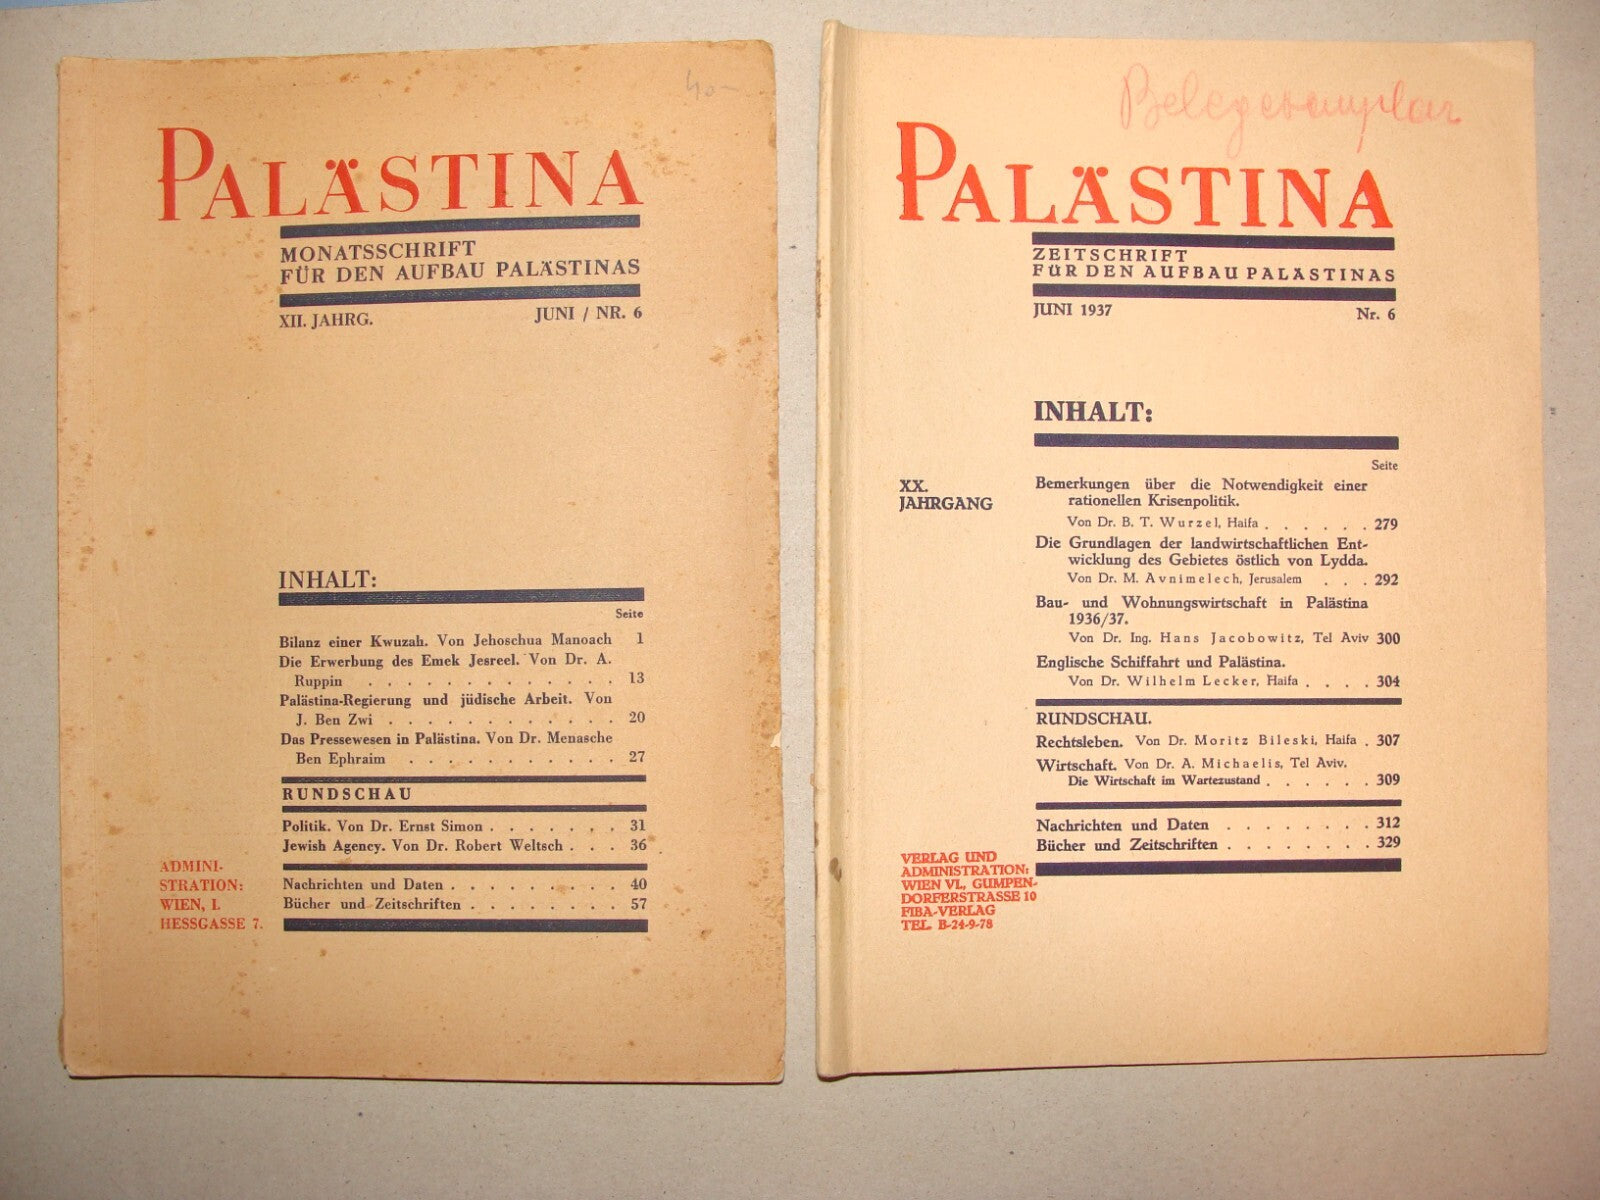 40.-
PALÄSTINA
MONATSSCHRIFT
FÜR DEN AUFBAU PALÄSTINAS
XII. JAHRG. JUNI / NR. 6
INHALT:
Seite
Bilanz einer Kwuzah. Von Jehoschua Manoach 1
Die Erwerbung des Emek Jesreel. Von Dr. A.
Ruppin . . . . . . . . . . . . . 13
Palästina-Regierung und jüdische Arbeit. Von
J. Ben Zwi . . . . . . . . . . . . 20
Das Pressewesen in Palästina. Von Dr. Menasche
Ben Ephraim . . . . . . . . . . . 27
RUNDSCHAU
Politik. Von Dr. Ernst Simon . . . . . . . 31
Jewish Agency. Von Dr. Robert Weltsch . . . 36
Nachrichten und Daten . . . . . . . . . 40
Bücher und Zeitschriften . . . . . . . . 57
ADMINI-
STRATION:
WIEN, I.
HESSGASSE 7.
Belegexemplar
PALÄSTINA
ZEITSCHRIFT
FÜR DEN AUFBAU PALÄSTINAS
JUNI 1937 Nr. 6
INHALT:
Seite
XX.
JAHRGANG
Bemerkungen über die Notwendigkeit einer
rationellen Krisenpolitik.
Von Dr. B. T. Wurzel, Haifa . . . . . . 279
Die Grundlagen der landwirtschaftlichen Ent-
wicklung des Gebietes östlich von Lydda.
Von Dr. M. Avnimelech, Jerusalem . . . 292
Bau- und Wohnungswirtschaft in Palästina
1936/37.
Von Dr. Ing. Hans Jacobowitz, Tel Aviv 300
Englische Schiffahrt und Palästina.
Von Dr. Wilhelm Lecker, Haifa . . . . 304
RUNDSCHAU.
Rechtsleben. Von Dr. Moritz Bileski, Haifa . 307
Wirtschaft. Von Dr. A. Michaelis, Tel Aviv.
Die Wirtschaft im Wartezustand . . . . . . 309
Nachrichten und Daten . . . . . . . . 312
Bücher und Zeitschriften . . . . . . . . 329
VERLAG UND
ADMINISTRATION:
WIEN VI., GUMPEN-
DORFERSTRASSE 10
FIBA-VERLAG
TEL. B-24-9-78